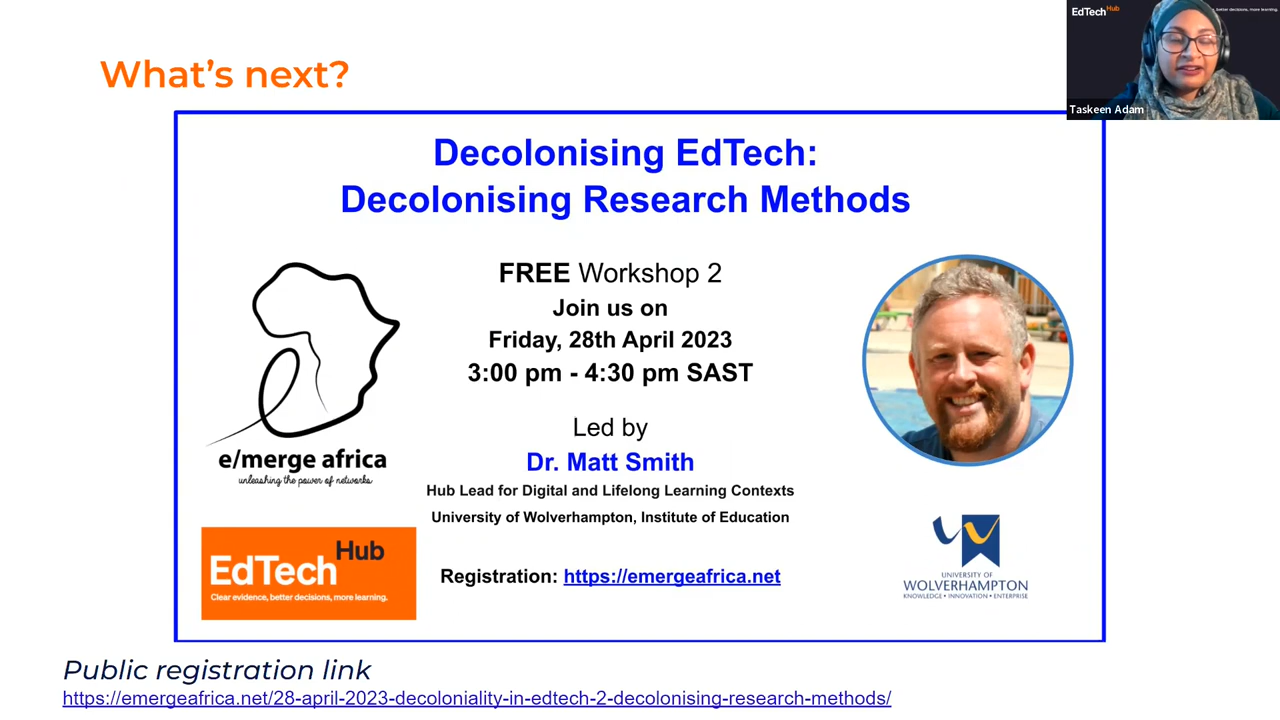 EdTech Hub
, better decisions, more learning.
Taskeen Adam
What's next?
Decolonising EdTech:
Decolonising Research Methods
FREE Workshop 2
Join us on
Friday, 28th April 2023
3:00 pm - 4:30 pm SAST
Led by
Dr. Matt Smith
Hub Lead for Digital and Lifelong Learning Contexts
University of Wolverhampton, Institute of Education
Registration: https://emergeafrica.net
e/merge africa
unleashing the power of networks
EdTech Hub
Clear evidence, better decisions, more learning.
UNIVERSITY OF
WOLVERHAMPTON
KNOWLEDGE • INNOVATION • ENTERPRISE
Public registration link
https://emergeafrica.net/28-april-2023-decoloniality-in-edtech-2-decolonising-research-methods/